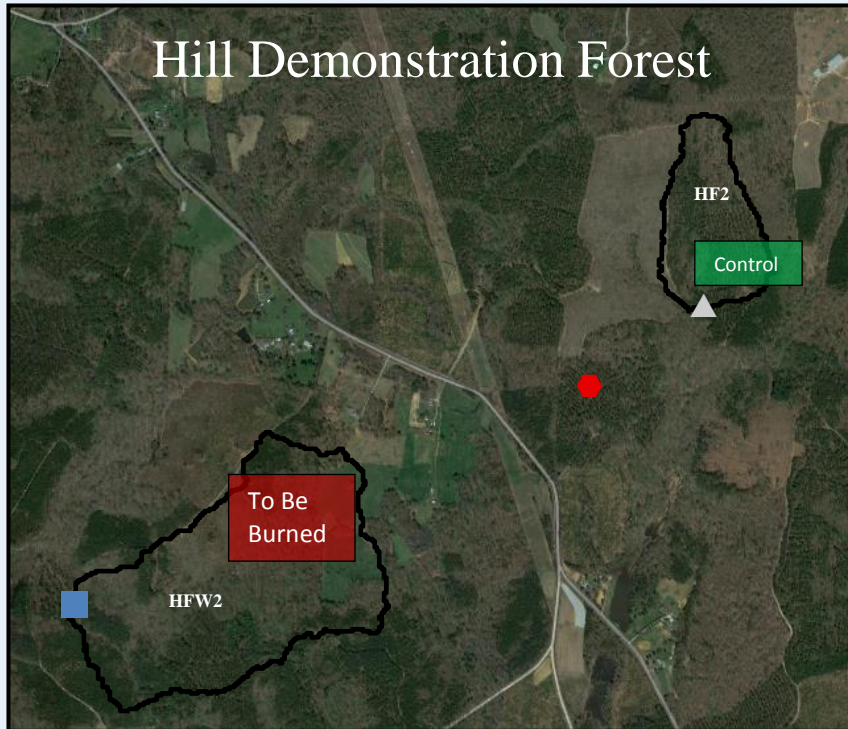 Hill Demonstration Forest
HF2
Control
To Be
Burned
HFW2